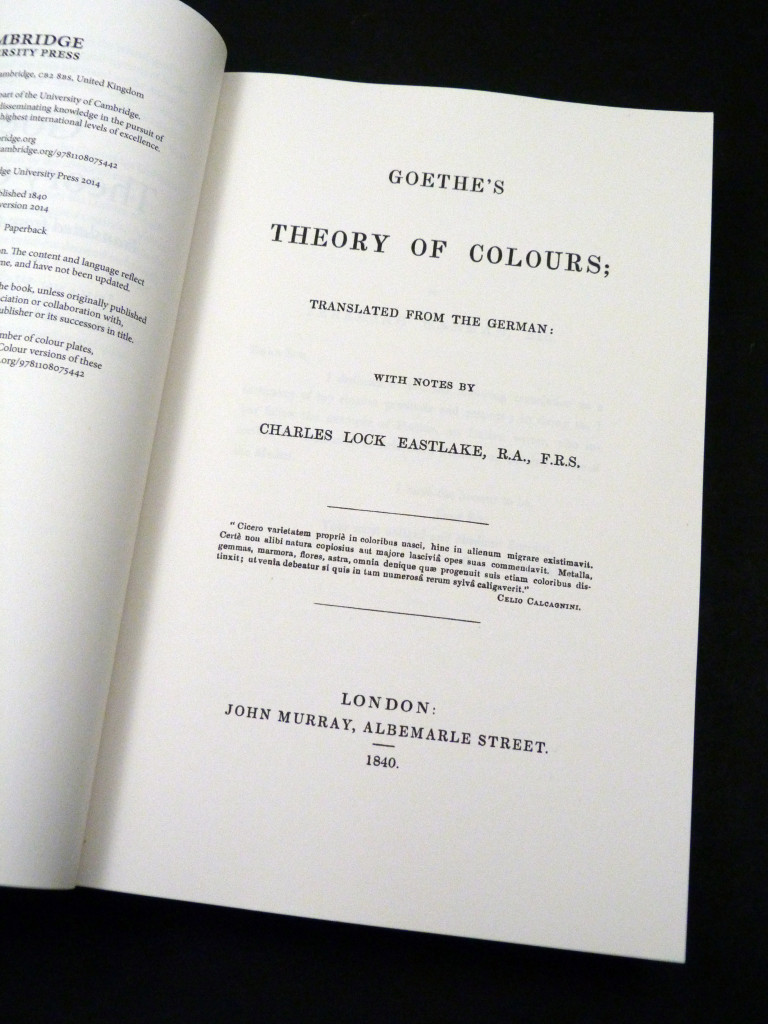 MBRIDGE
RSITY PRESS
ambridge, CB2 8BS, United Kingdom
part of the University of Cambridge.
disseminating knowledge in the pursuit of
highest international levels of excellence.
ridge.org
ambridge.org/9781108075442
dge University Press 2014
blished 1840
version 2014
Paperback
on. The content and language reflect
me, and have not been updated.
he book, unless originally published
ciation or collaboration with,
ublisher or its successors in title.
mber of colour plates,
Colour versions of these
.org/9781108075442
GOETHE'S
THEORY OF COLOURS;
TRANSLATED FROM THE GERMAN:
WITH NOTES BY
CHARLES LOCK EASTLAKE, R.A., F.R.S.
"Cicero varietatem propriè in coloribus nasci, hinc in alienum migrare existimavit.
Certè non alibi natura copiosius aut majore lasciviâ opes suas commendavit. Metalla,
gemmas, marmora, flores, astra, omnia denique quæ progenuit suis etiam coloribus dis-
tinxit; ut venia debeatur si quis in tam numerosâ rerum sylvâ caligaverit."
CELIO CALCAGNINI.
LONDON:
JOHN MURRAY, ALBEMARLE STREET.
1840.